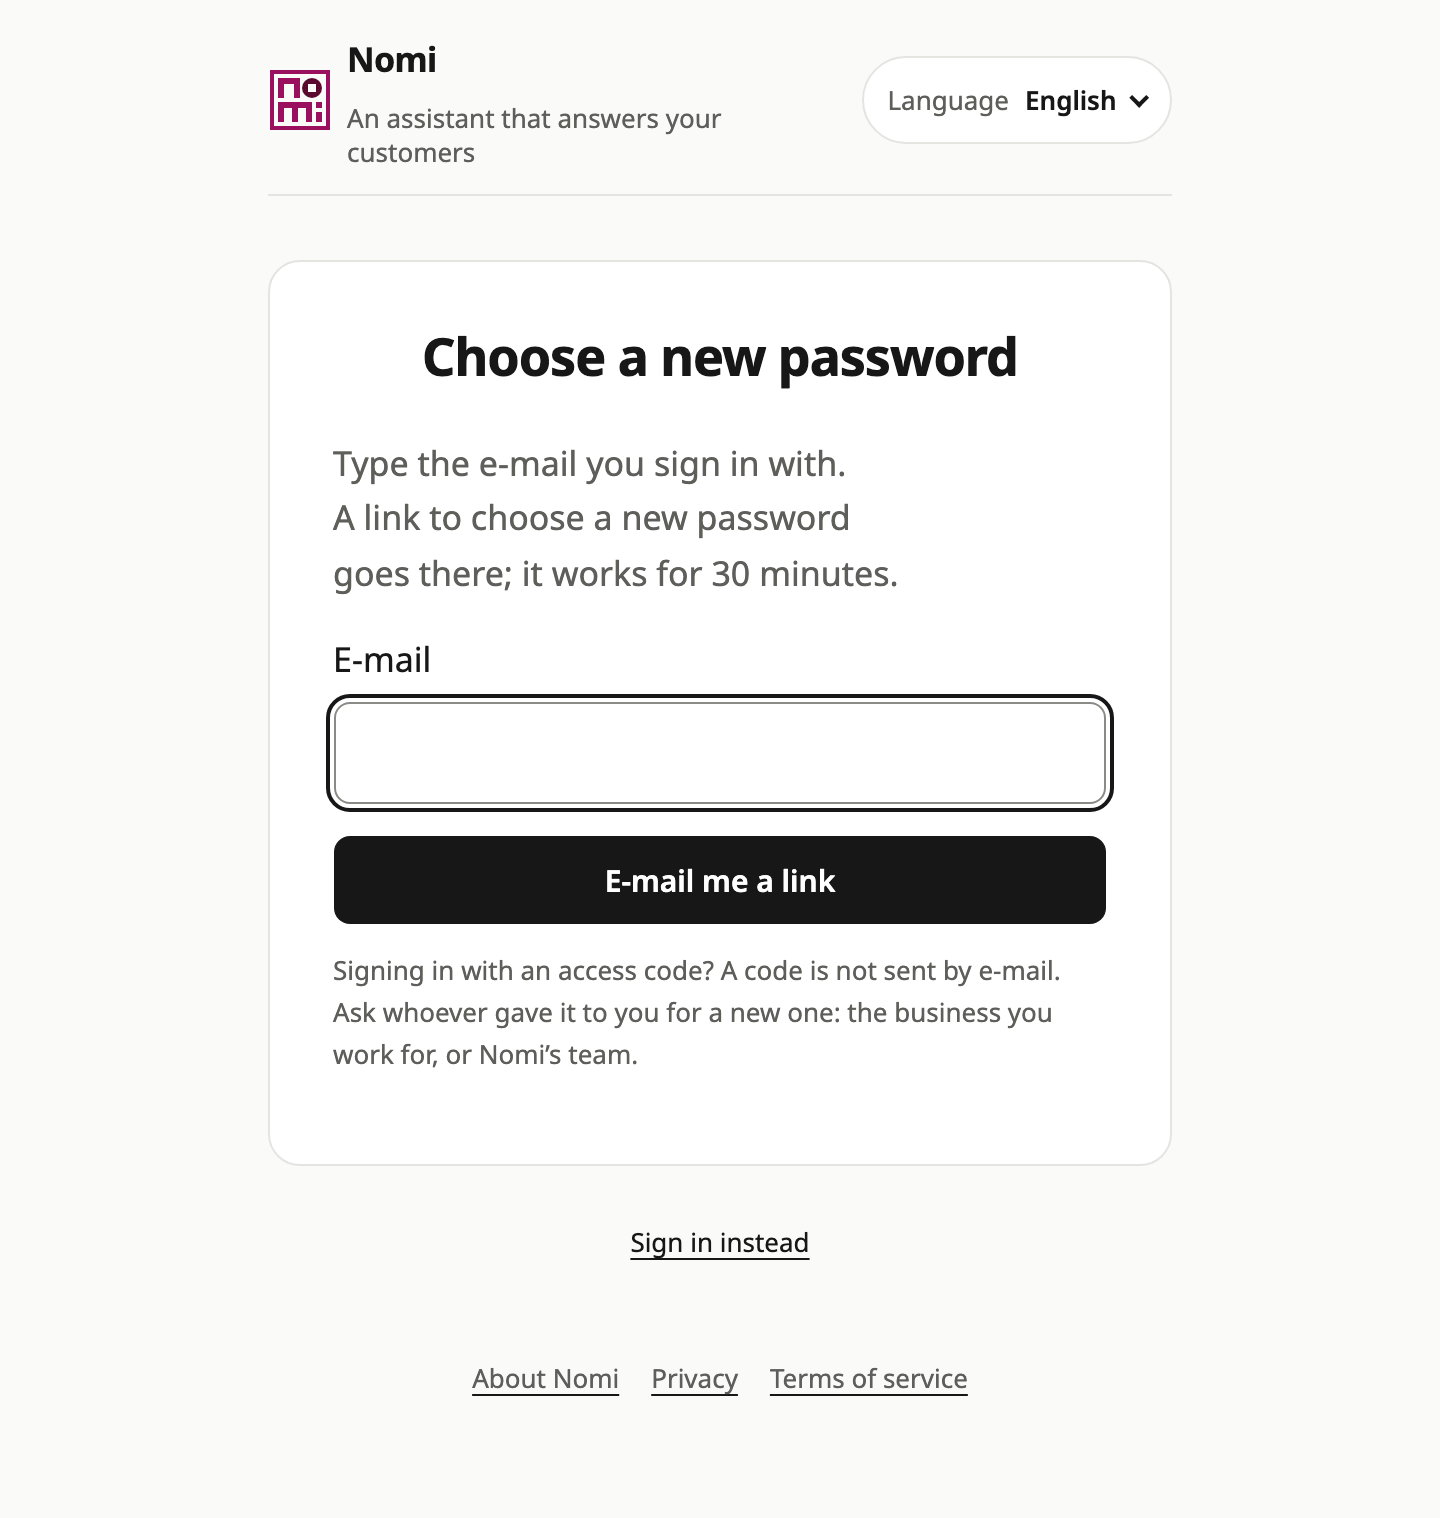 nomi
Nomi
An assistant that answers your
customers
Language English
Choose a new password
Type the e-mail you sign in with.
A link to choose a new password
goes there; it works for 30 minutes.
E-mail
E-mail me a link
Signing in with an access code? A code is not sent by e-mail.
Ask whoever gave it to you for a new one: the business you
work for, or Nomi’s team.
Sign in instead
About Nomi Privacy Terms of service